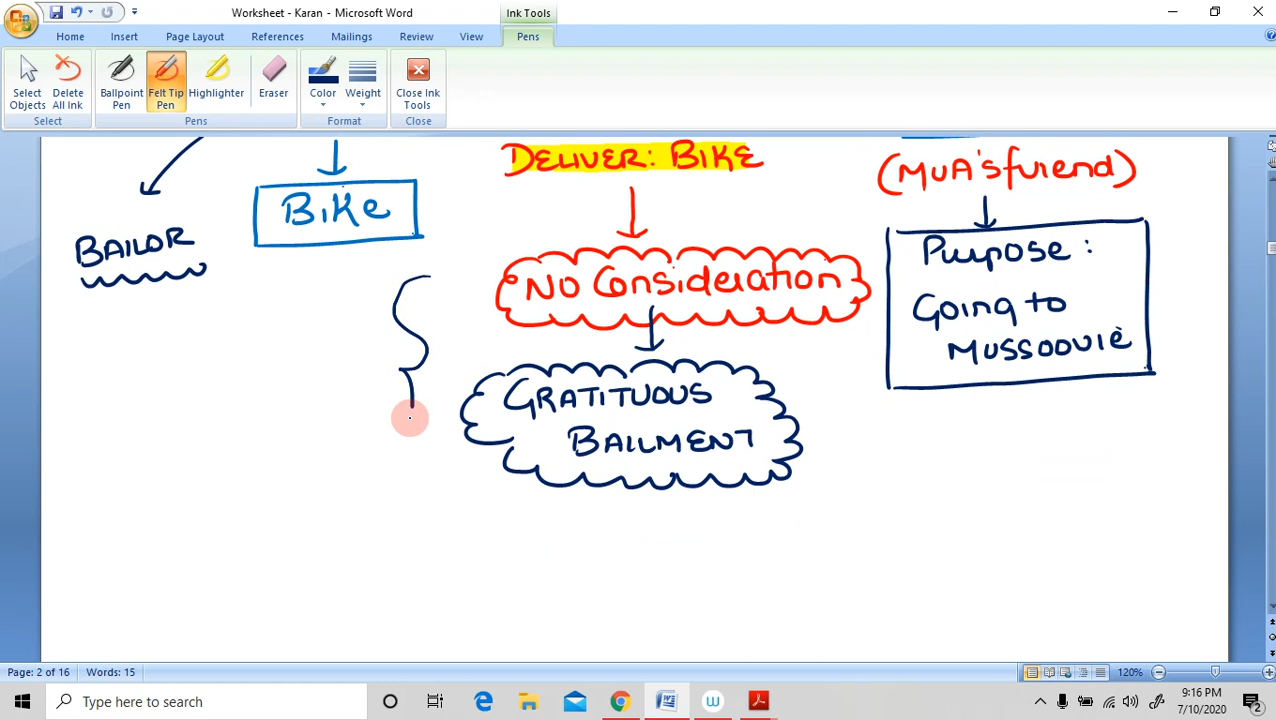 Worksheet - Karan - Microsoft Word
Ink Tools
Home
Insert
Page Layout
References
Mailings
Review
View
Pens
Select Objects
Delete All Ink
Ballpoint Pen
Felt Tip Pen
Highlighter
Eraser
Color
Weight
Close Ink Tools
Select
Pens
Format
Close
DELIVER: BIKE
(MUA'S friend)
BiKe
BAILOR
Purpose:
Going to
MUSSOORIE
No Consideration
GRATITUOUS
BAILMENT
Page: 2 of 16
Words: 15
120%
Type here to search
9:16 PM
7/10/2020
2